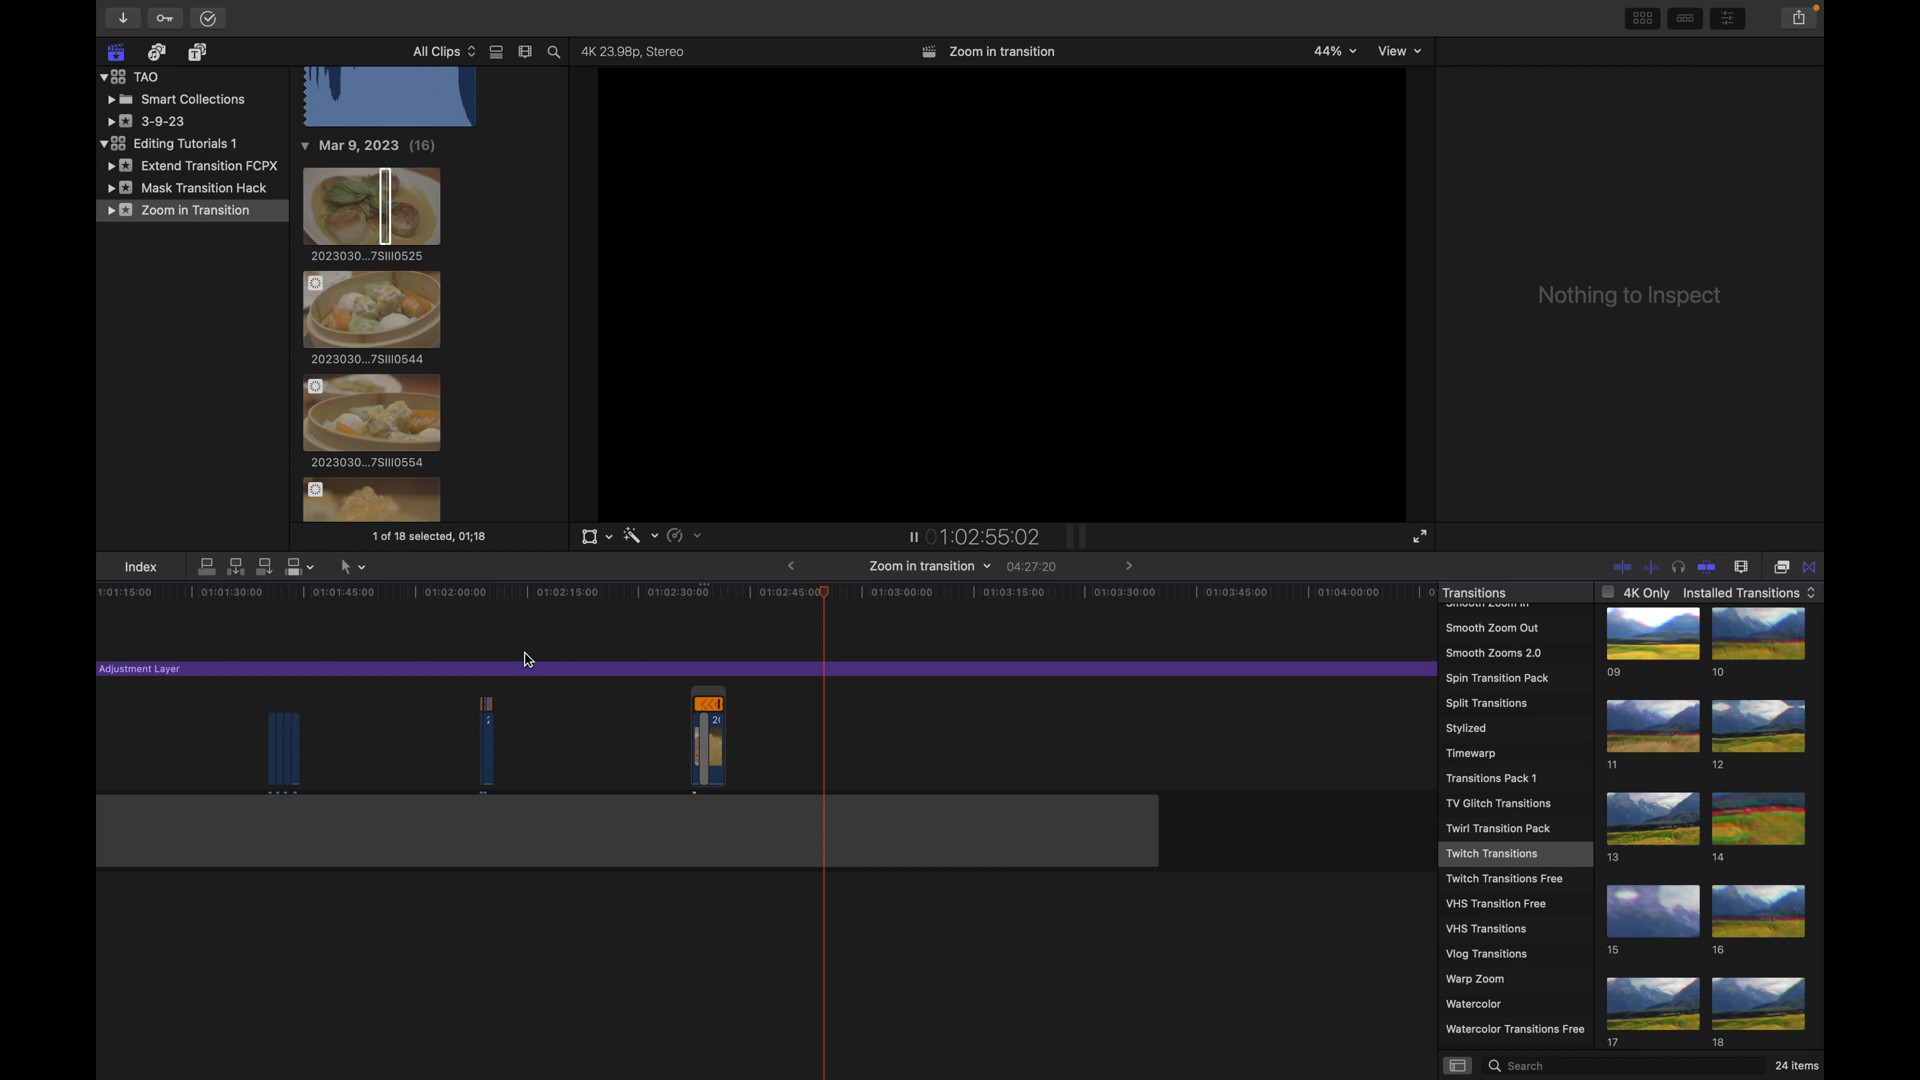 All Clips
4K 23.98p, Stereo
Zoom in transition
44%
View
TAO
Smart Collections
3-9-23
Editing Tutorials 1
Extend Transition FCPX
Mask Transition Hack
Zoom in Transition
Mar 9, 2023 (16)
2023030...7SIII0525
2023030...7SIII0544
2023030...7SIII0554
1 of 18 selected, 01;18
Nothing to Inspect
01:02:55:02
Index
Zoom in transition
04:27:20
1:01:15:00
01:01:30:00
01:01:45:00
01:02:00:00
01:02:15:00
01:02:30:00
01:02:45:00
01:03:00:00
01:03:15:00
01:03:30:00
01:03:45:00
01:04:00:00
Adjustment Layer
Transitions
4K Only
Installed Transitions
Smooth Zoom In
Smooth Zoom Out
Smooth Zooms 2.0
Spin Transition Pack
Split Transitions
Stylized
Timewarp
Transitions Pack 1
TV Glitch Transitions
Twirl Transition Pack
Twitch Transitions
Twitch Transitions Free
VHS Transition Free
VHS Transitions
Vlog Transitions
Warp Zoom
Watercolor
Watercolor Transitions Free
09
10
11
12
13
14
15
16
17
18
Search
24 items